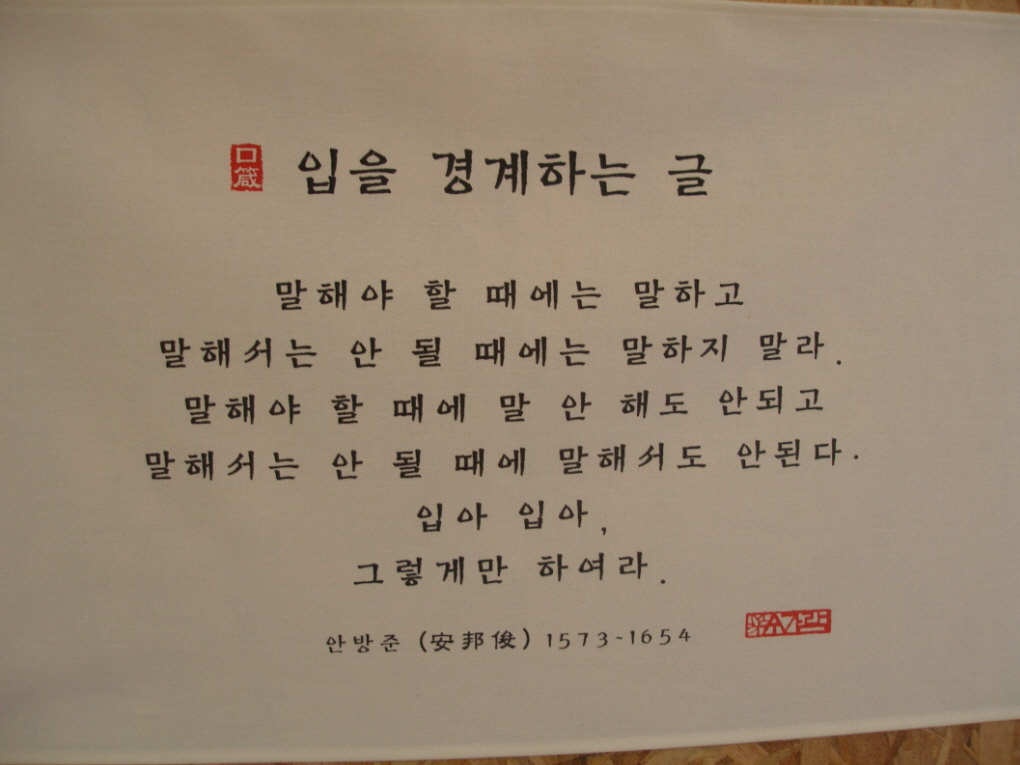 口箴 입을 경계하는 글
말해야 할 때에는 말하고
말해서는 안 될 때에는 말하지 말라.
말해야 할 때에 말 안 해도 안되고
말해서는 안 될 때에 말해서도 안된다.
입아 입아,
그렇게만 하여라.
안방준 (安邦俊) 1573-1654